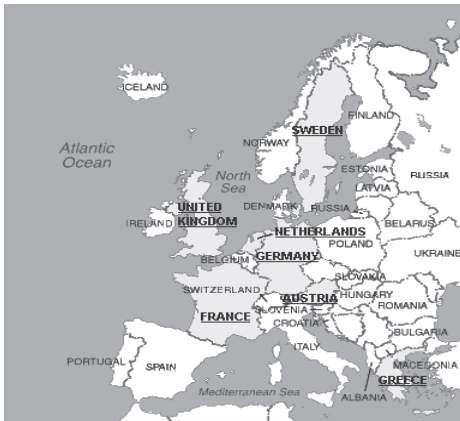 ICELAND
SWEDEN
FINLAND
NORWAY
Atlantic
Ocean
North
Sea
ESTONIA
RUSSIA
LATVIA
DENMARK
RUSSIA
UNITED
KINGDOM
IRELAND
BELARUS
NETHERLANDS
POLAND
BELGIUM
GERMANY
UKRAINE
SLOVAKIA
SWITZERLAND
AUSTRIA
HUNGARY
SLOVENIA
ROMANIA
FRANCE
CROATIA
BULGARIA
ITALY
PORTUGAL
SPAIN
MACEDONIA
GREECE
Mediterranean Sea
ALBANIA